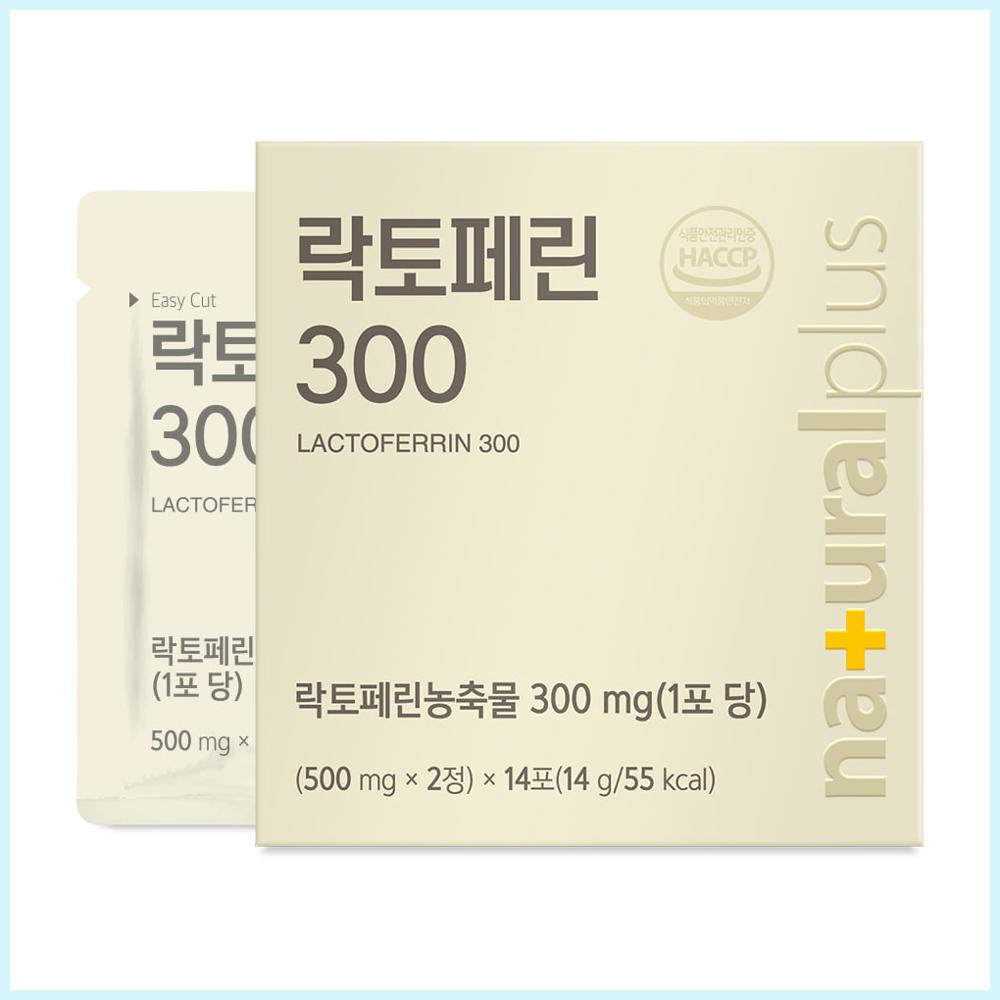 Easy Cut
락토
300
LACTOFER
락토페린
(1포 당)
500 mg ×
락토페린
300
LACTOFERRIN 300
식품안전관리인증
HACCP
식품의약품안전처
락토페린농축물 300 mg(1포 당)
(500 mg × 2정) × 14포(14 g/55 kcal)
na+uralplus